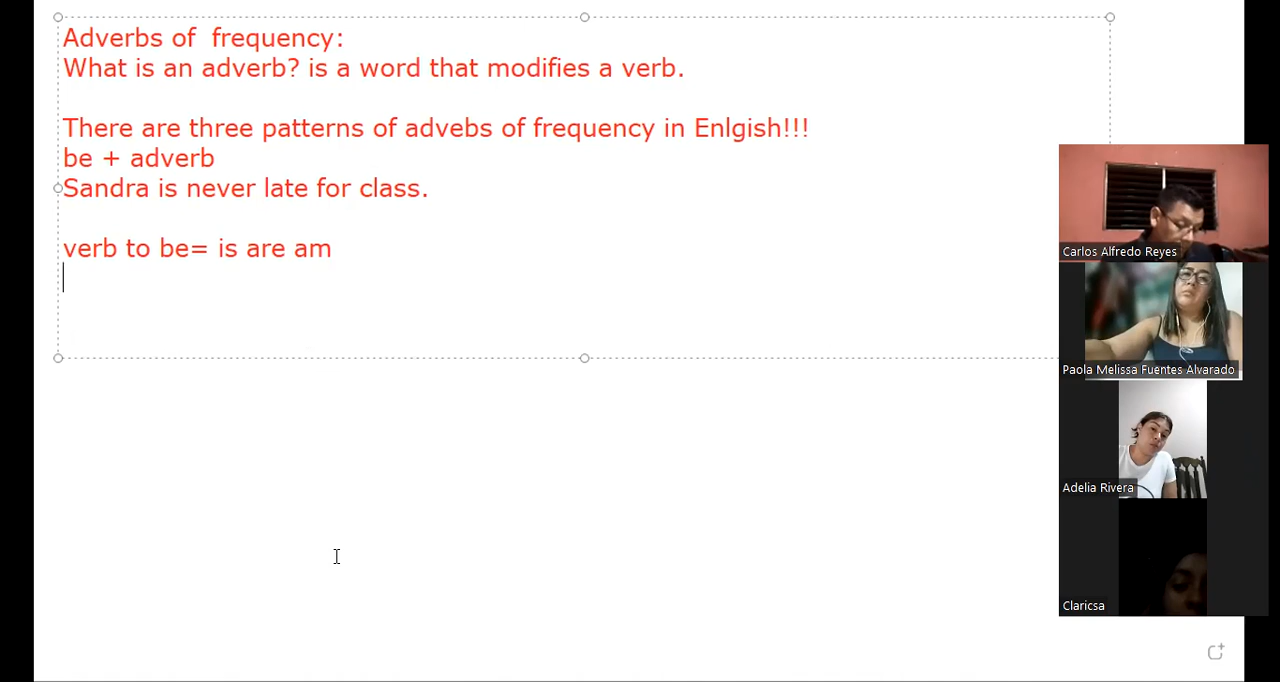 Adverbs of  frequency:
What is an adverb? is a word that modifies a verb.
There are three patterns of advebs of frequency in Enlgish!!!
be + adverb
Sandra is never late for class.
verb to be= is are am
Carlos Alfredo Reyes
Paola Melissa Fuentes Alvarado
Adelia Rivera
Claricsa